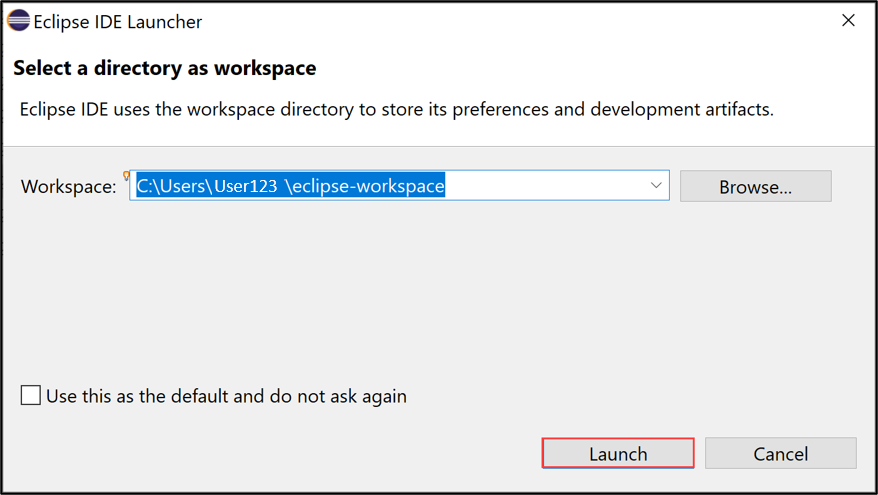 Eclipse IDE Launcher
Select a directory as workspace
Eclipse IDE uses the workspace directory to store its preferences and development artifacts.
Workspace: C:\Users\User123 \eclipse-workspace Browse...
Use this as the default and do not ask again
Launch Cancel